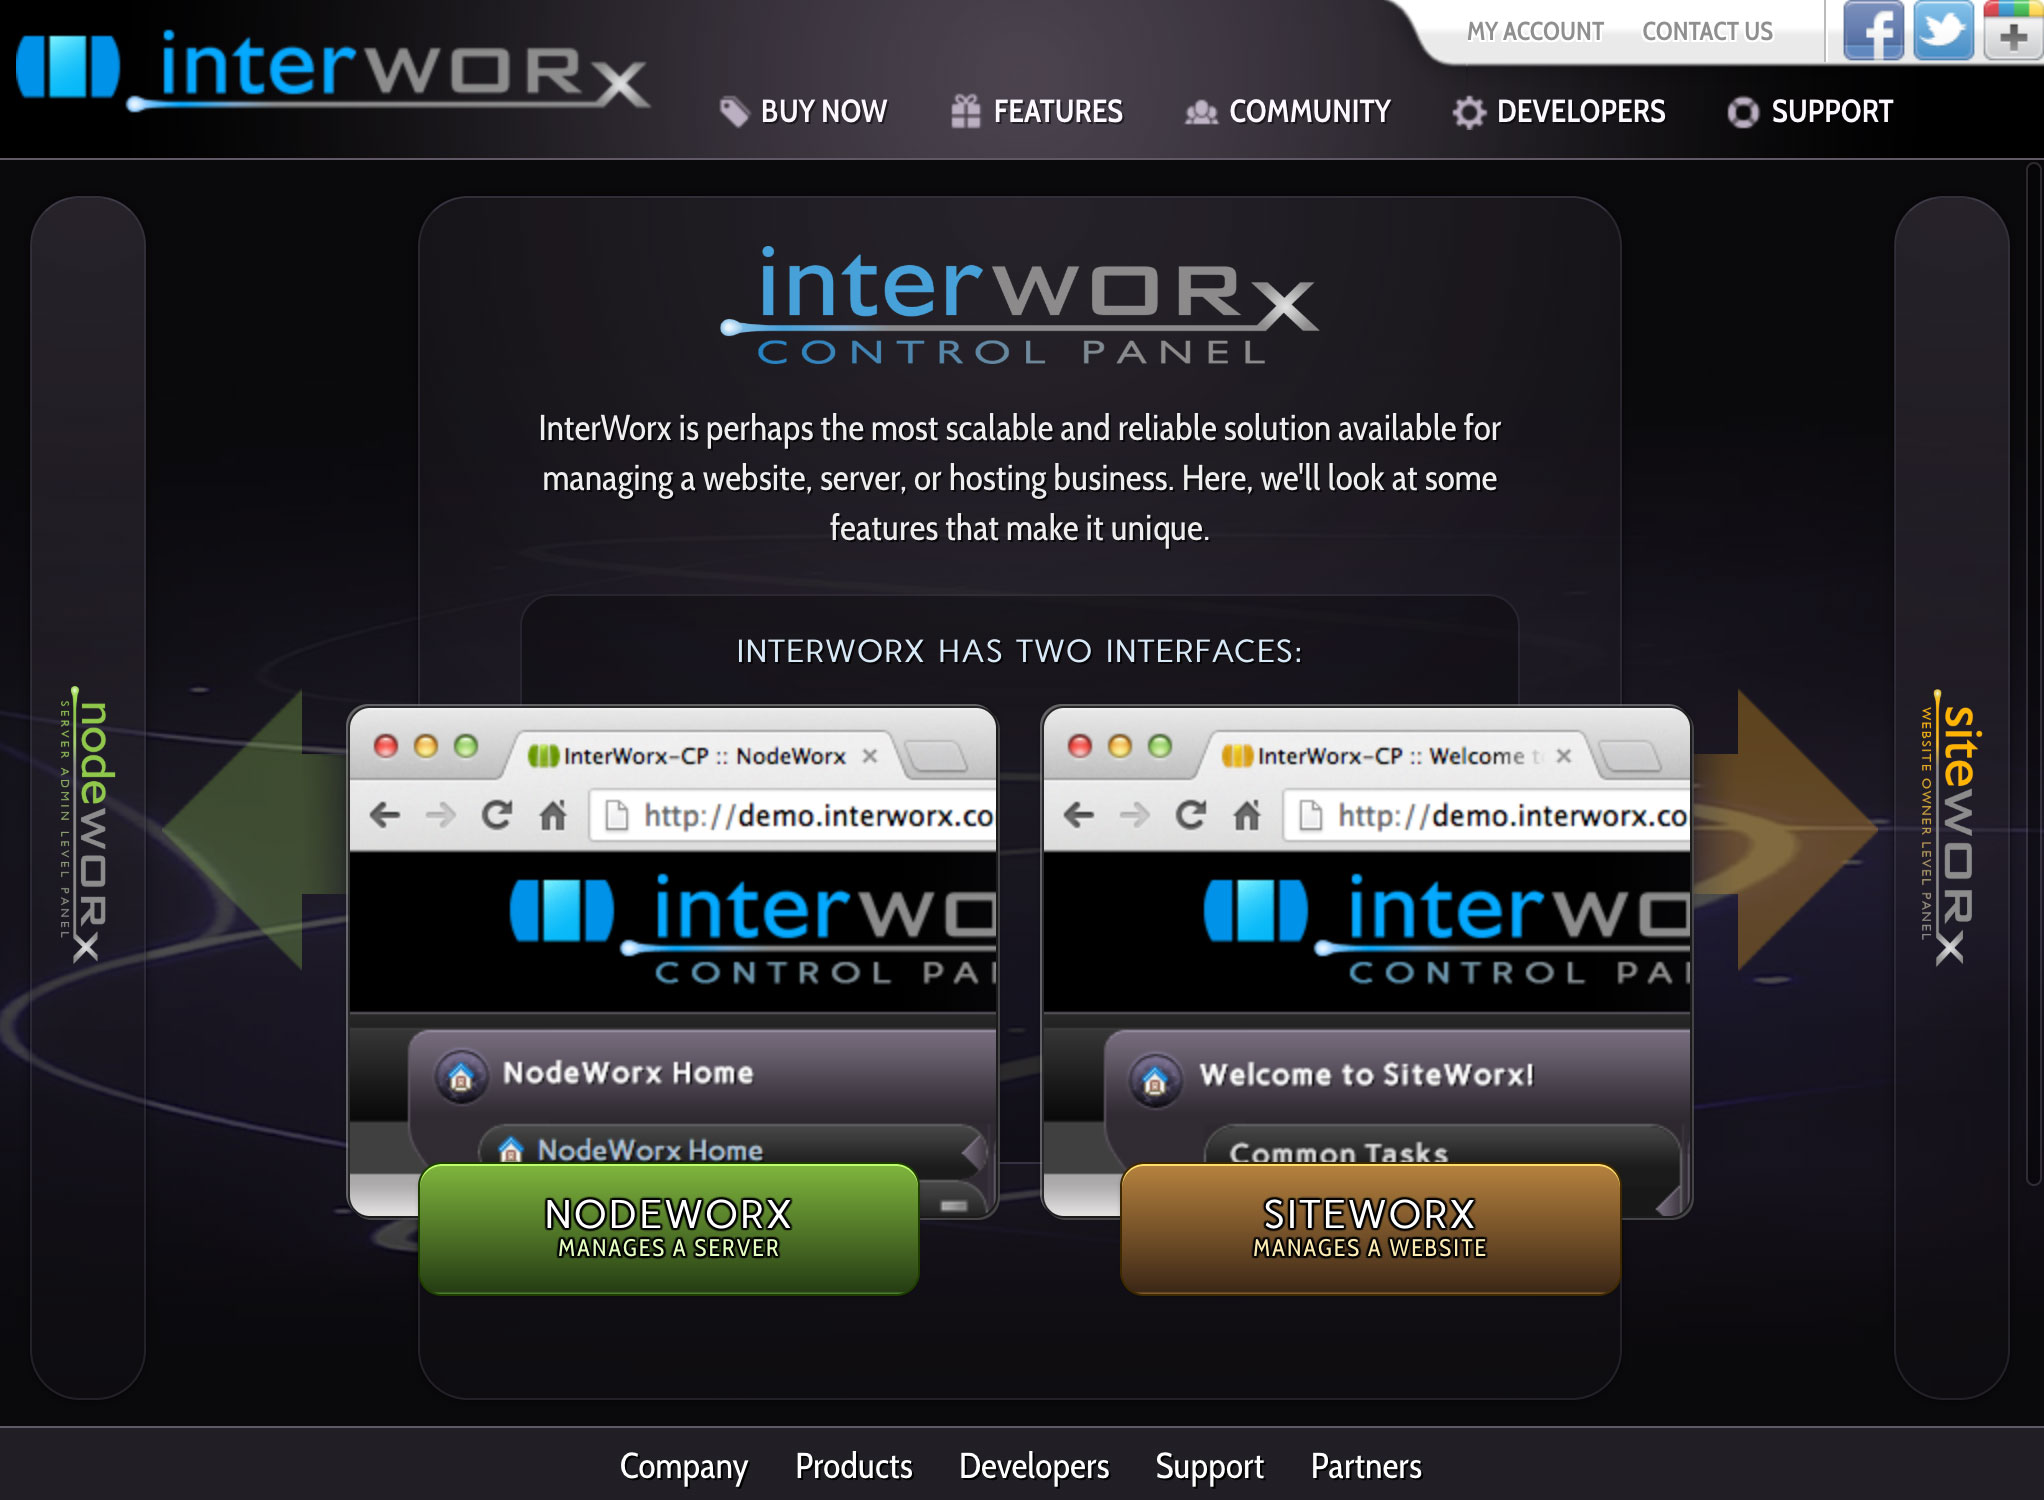 interworx
MY ACCOUNT CONTACT US
BUY NOW FEATURES COMMUNITY DEVELOPERS SUPPORT
interworx
CONTROL PANEL
InterWorx is perhaps the most scalable and reliable solution available for
managing a website, server, or hosting business. Here, we'll look at some
features that make it unique.
INTERWORX HAS TWO INTERFACES:
nodeworx
SERVER ADMIN LEVEL PANEL
InterWorx-CP :: NodeWorx
http://demo.interworx.co
interwo
CONTROL PA
NodeWorx Home
NodeWorx Home
NODEWORX
MANAGES A SERVER
InterWorx-CP :: Welcome t
http://demo.interworx.co
interwo
CONTROL PA
Welcome to SiteWorx!
Common Tasks
SITEWORX
MANAGES A WEBSITE
siteworx
WEBSITE OWNER LEVEL PANEL
Company Products Developers Support Partners